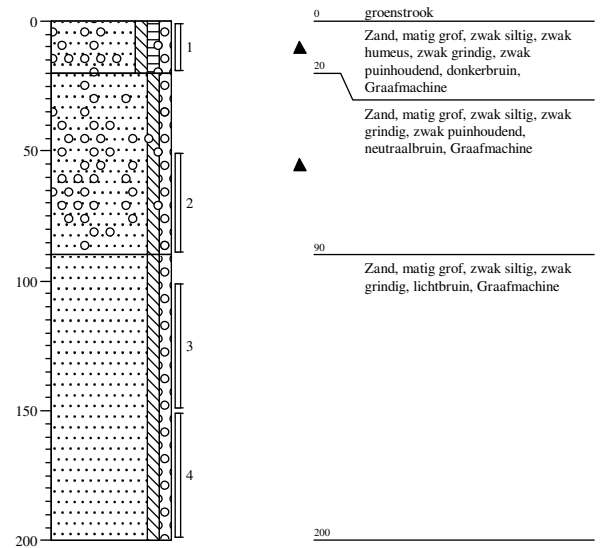 0
50
100
150
200
1
2
3
4
0
groenstrook
Zand, matig grof, zwak siltig, zwak
humeus, zwak grindig, zwak
puinhoudend, donkerbruin,
Graafmachine
20
Zand, matig grof, zwak siltig, zwak
grindig, zwak puinhoudend,
neutraalbruin, Graafmachine
90
Zand, matig grof, zwak siltig, zwak
grindig, lichtbruin, Graafmachine
200